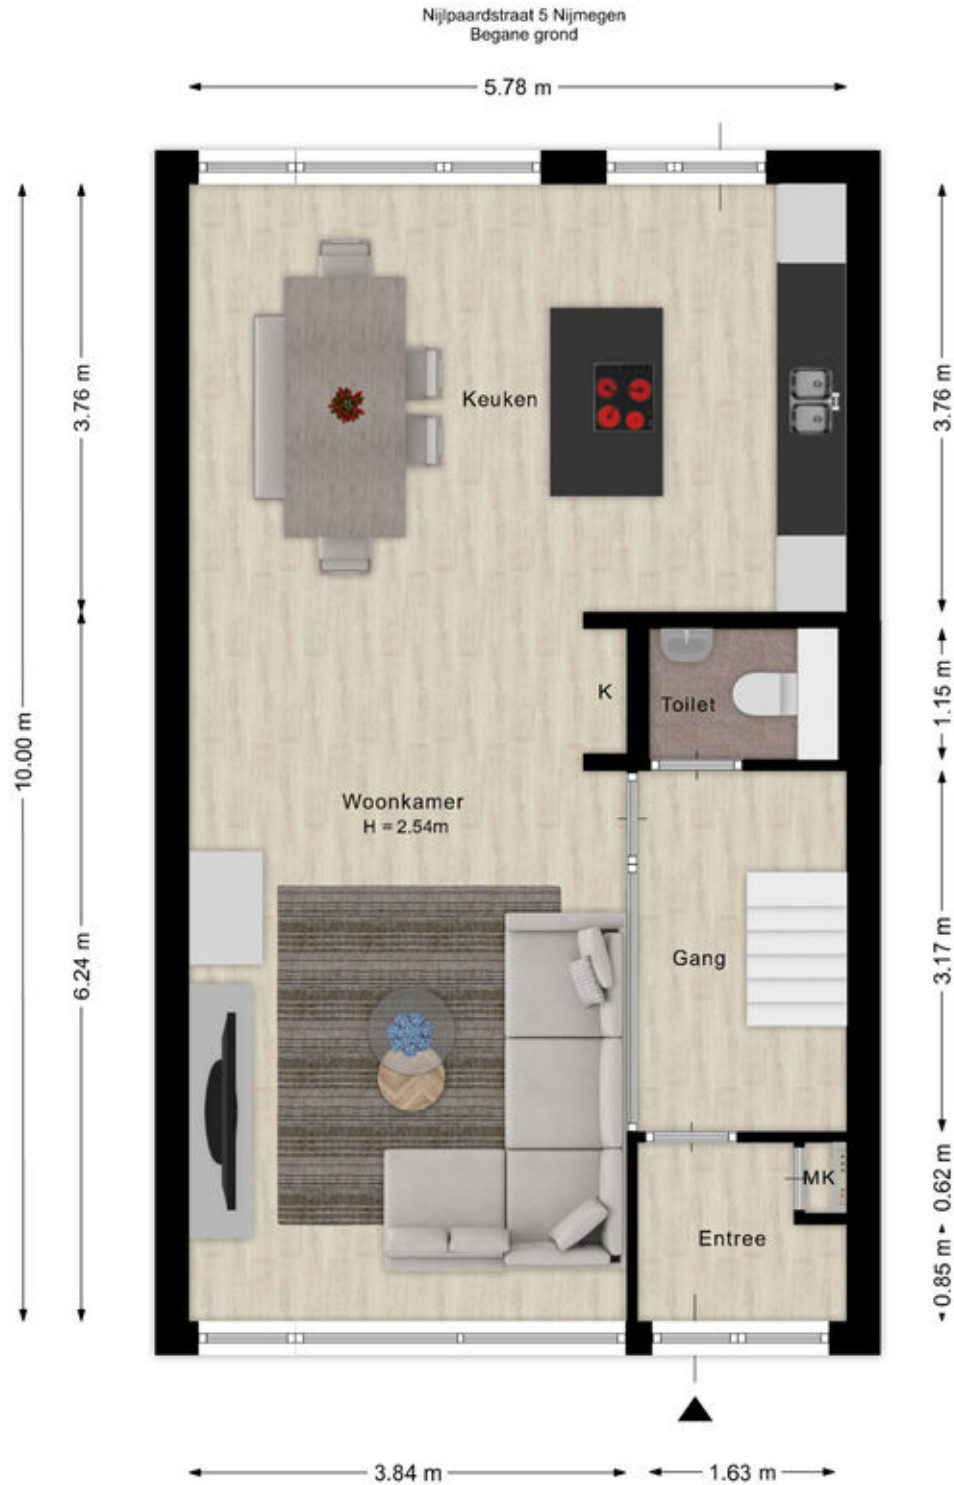 Nijlpaardstraat 5 Nijmegen
Begane grond
5.78 m
3.76 m
3.76 m
Keuken
10.00 m
K
Toilet
1.15 m
Woonkamer
H = 2.54m
6.24 m
Gang
3.17 m
MK
0.62 m
Entree
0.85 m
3.84 m
1.63 m